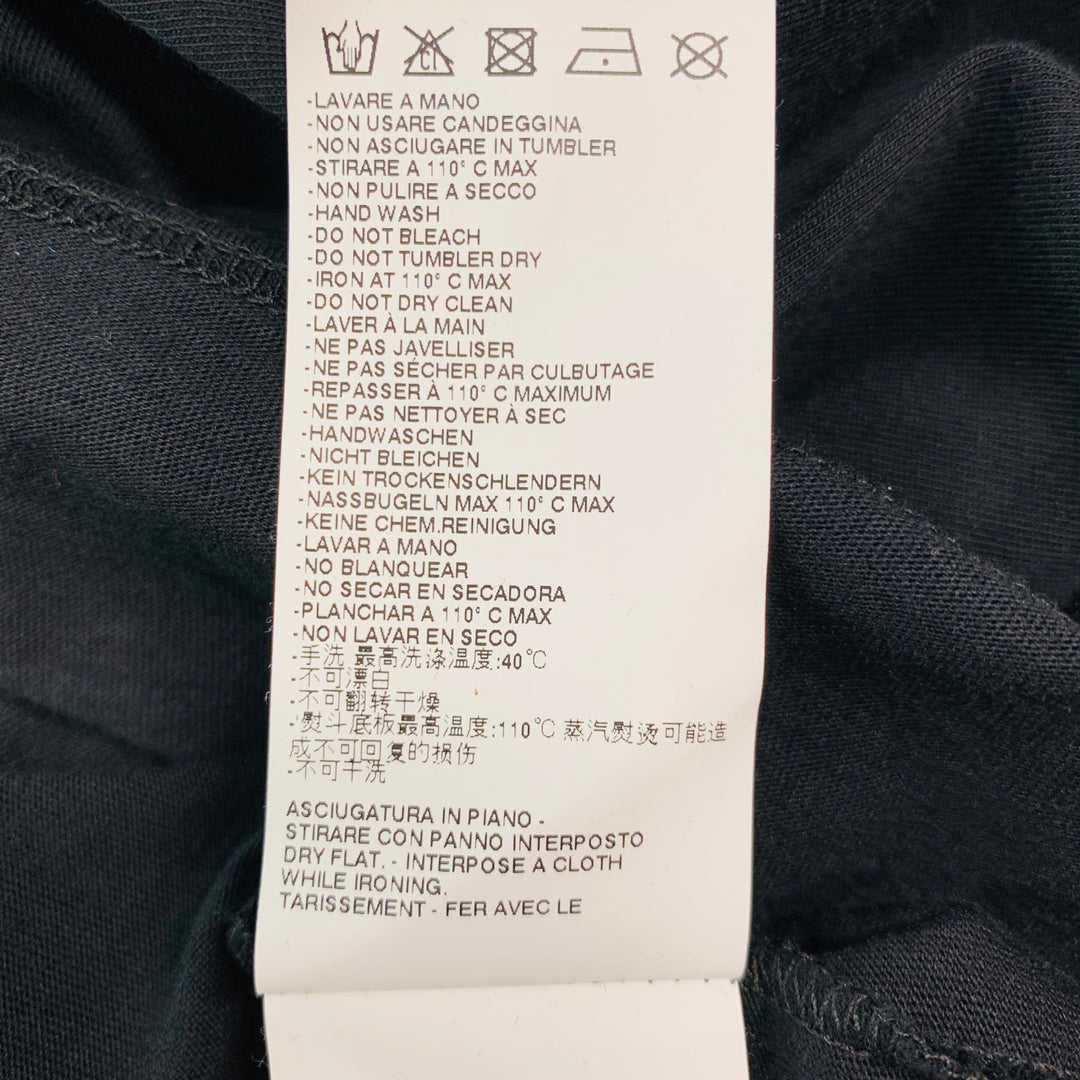 -LAVARE A MANO
-NON USARE CANDEGGINA
-NON ASCIUGARE IN TUMBLER
-STIRARE A 110° C MAX
-NON PULIRE A SECCO
-HAND WASH
-DO NOT BLEACH
-DO NOT TUMBLER DRY
-IRON AT 110° C MAX
-DO NOT DRY CLEAN
-LAVER À LA MAIN
-NE PAS JAVELLISER
-NE PAS SÉCHER PAR CULBUTAGE
-REPASSER À 110° C MAXIMUM
-NE PAS NETTOYER À SEC
-HANDWASCHEN
-NICHT BLEICHEN
-KEIN TROCKENSCHLENDERN
-NASSBUGELN MAX 110° C MAX
-KEINE CHEM.REINIGUNG
-LAVAR A MANO
-NO BLANQUEAR
-NO SECAR EN SECADORA
-PLANCHAR A 110° C MAX
-NON LAVAR EN SECO
-手洗 最高洗涤温度:40℃
-不可漂白
-不可翻转干燥
-熨斗底板最高温度:110℃ 蒸汽熨烫可能造
成不可回复的损伤
-不可干洗
ASCIUGATURA IN PIANO -
STIRARE CON PANNO INTERPOSTO
DRY FLAT. - INTERPOSE A CLOTH
WHILE IRONING.
TARISSEMENT - FER AVEC LE